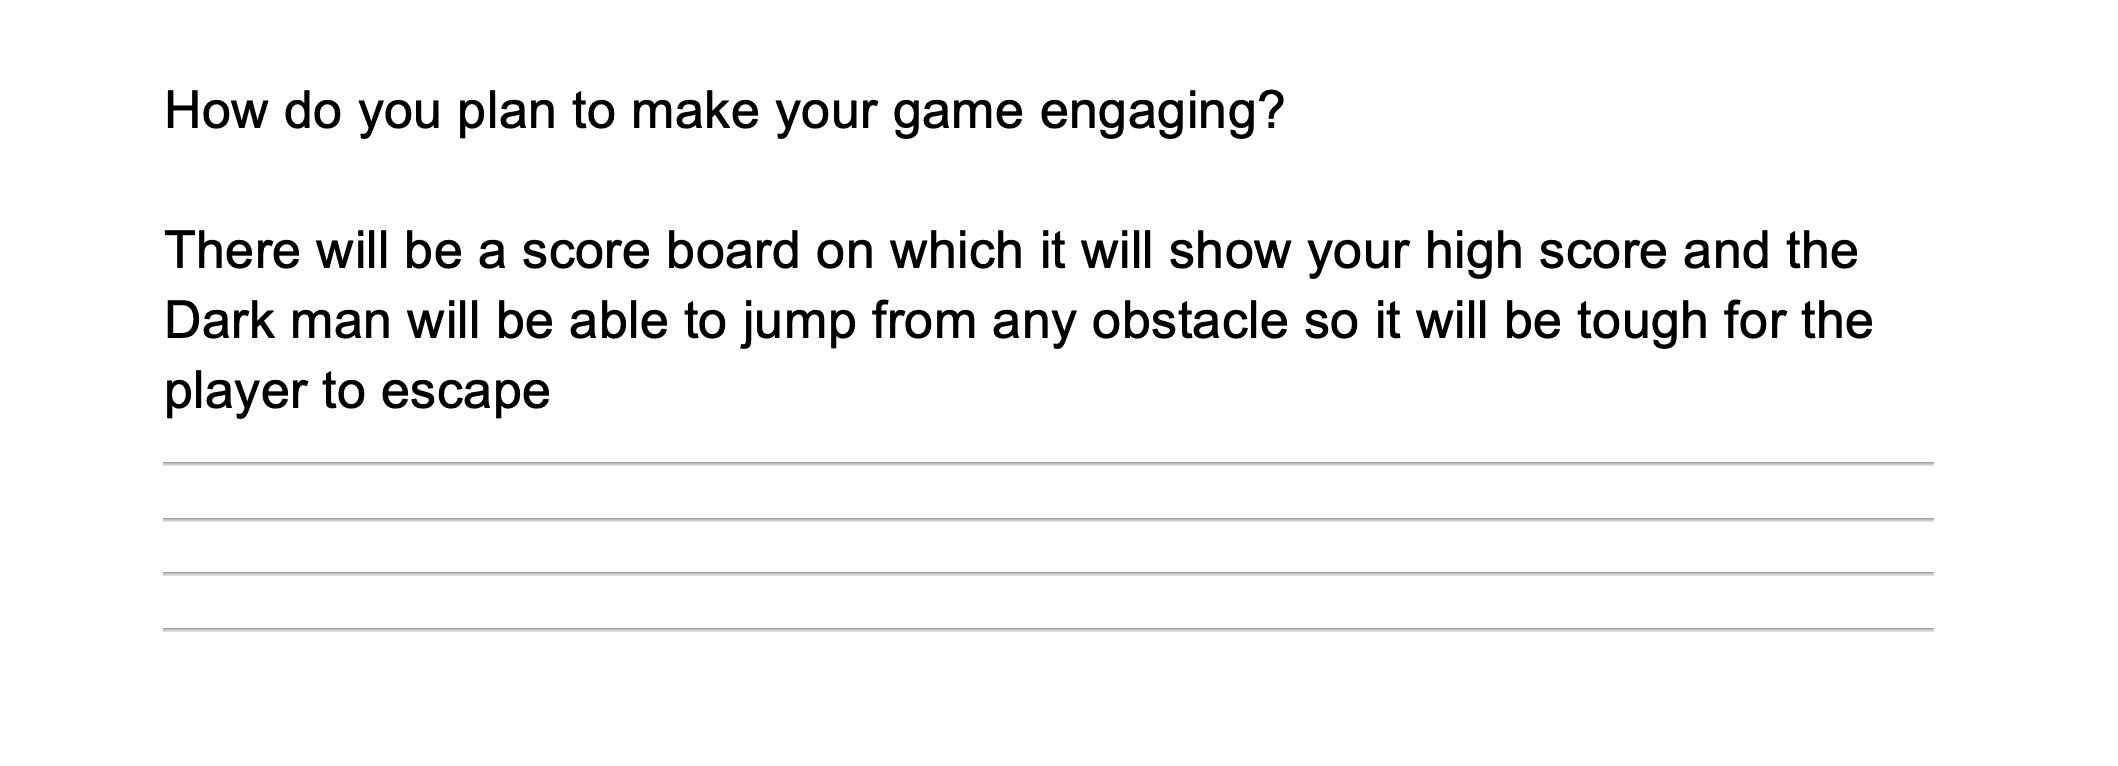 How do you plan to make your game engaging?
There will be a score board on which it will show your high score and the
Dark man will be able to jump from any obstacle so it will be tough for the
player to escape